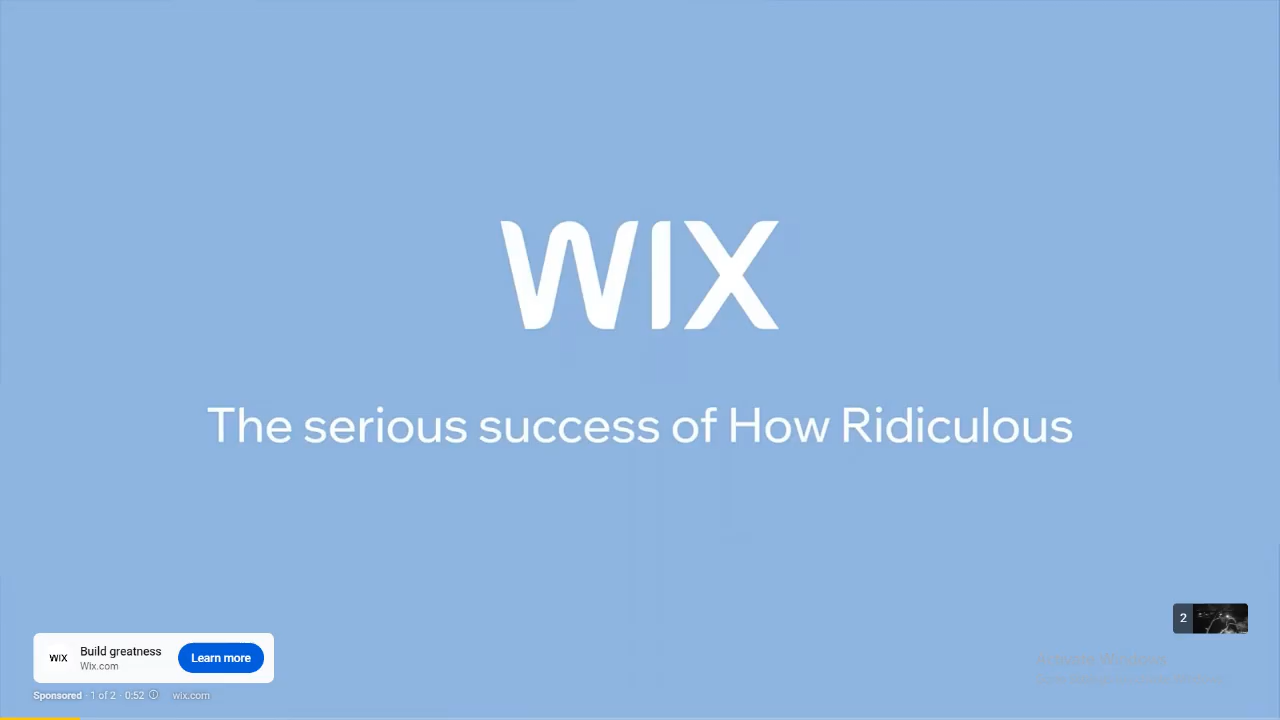 WIX
The serious success of How Ridiculous
2
WIX
Build greatness
Wix.com
Learn more
Sponsored · 1 of 2 · 0:52
wix.com